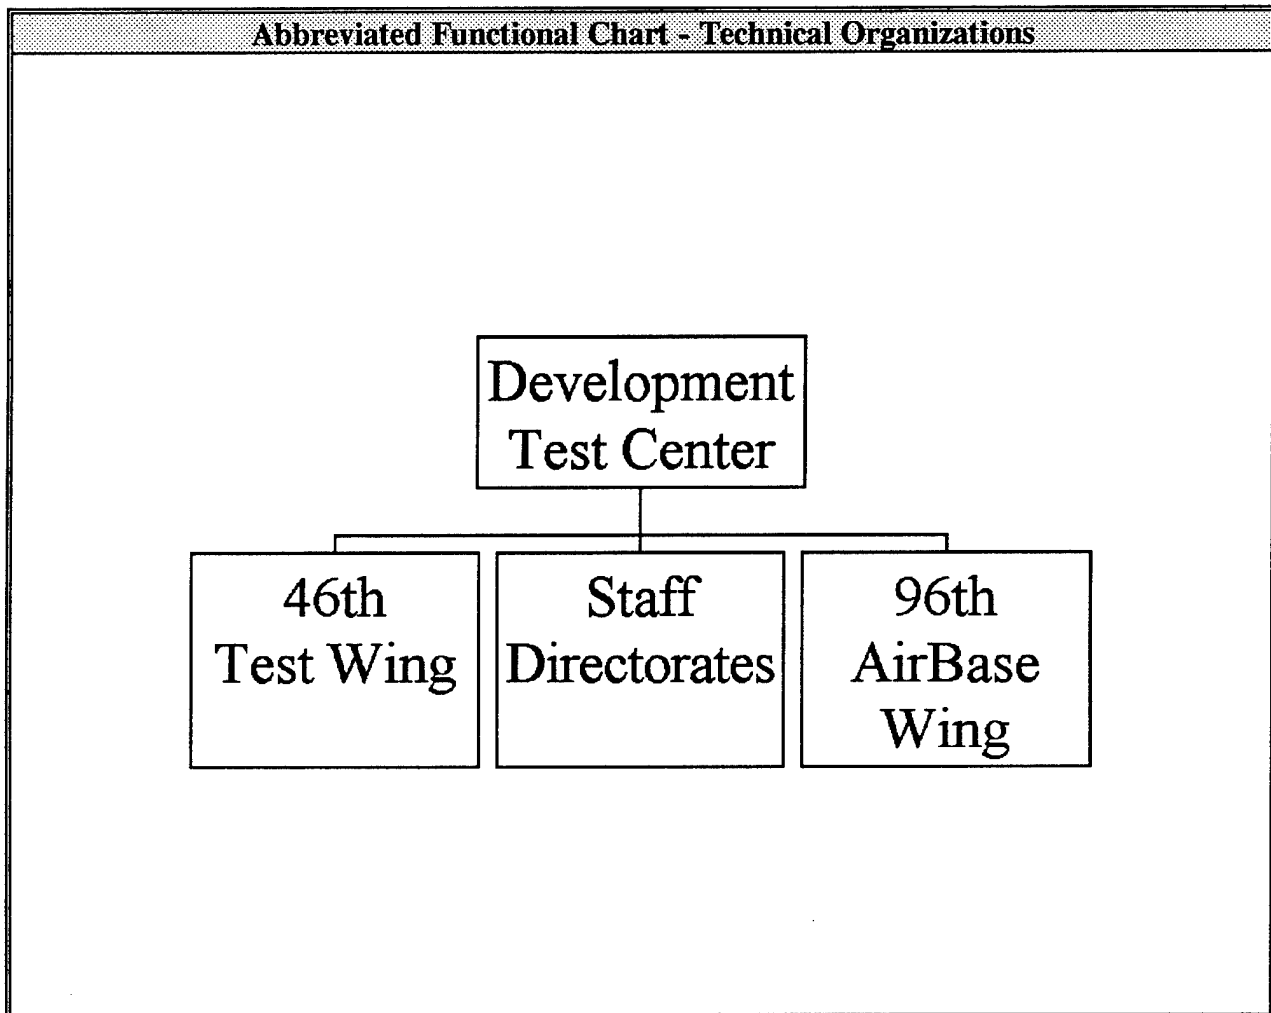 Abbreviated Functional Chart - Technical Organizations
Development
Test Center
46th
Test Wing
Staff
Directorates
96th
AirBase
Wing